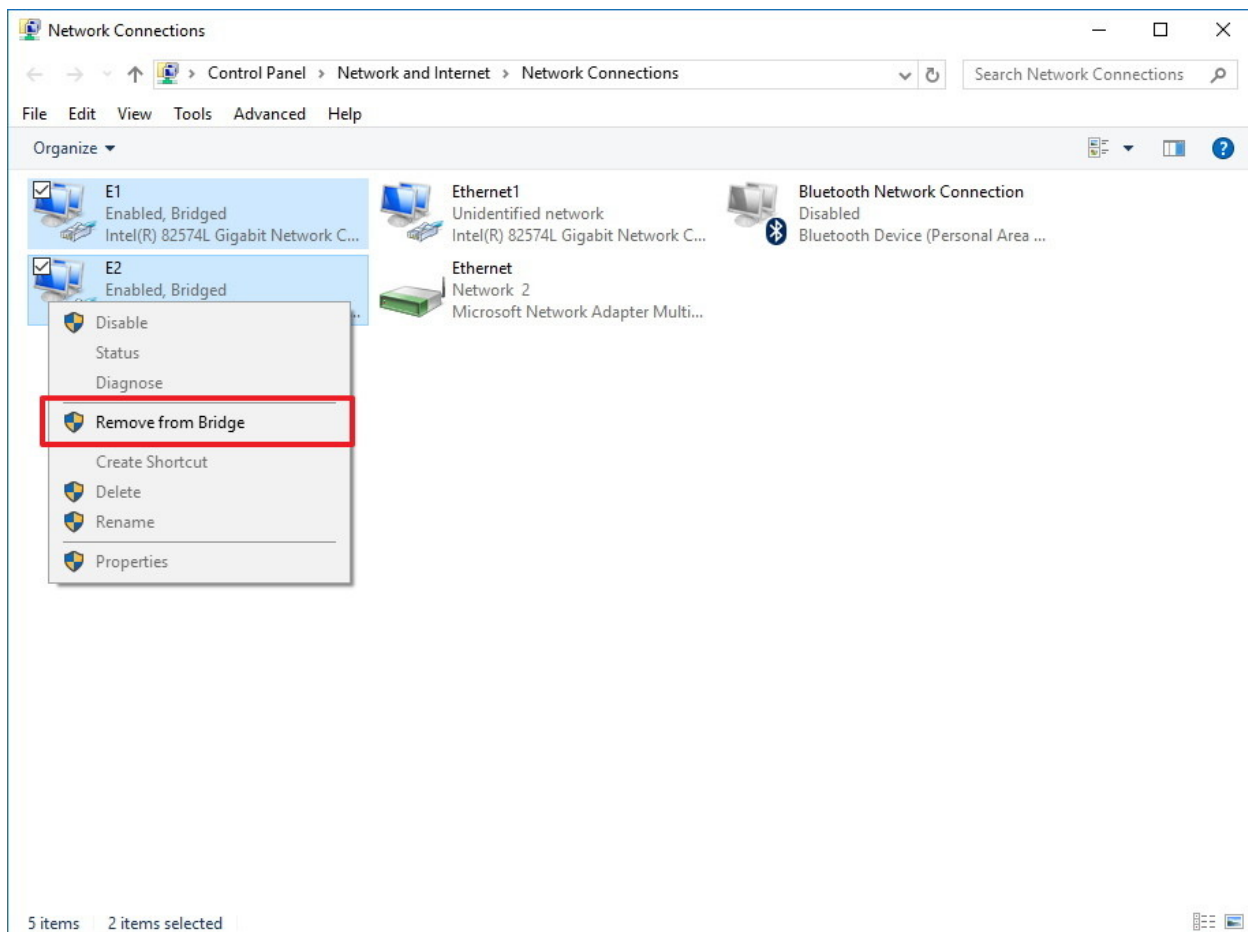 Network Connections
Control Panel > Network and Internet > Network Connections
Search Network Connections
File Edit View Tools Advanced Help
Organize
E1
Enabled, Bridged
Intel(R) 82574L Gigabit Network C...
Ethernet1
Unidentified network
Intel(R) 82574L Gigabit Network C...
Bluetooth Network Connection
Disabled
Bluetooth Device (Personal Area ...
E2
Enabled, Bridged
Ethernet
Network 2
Microsoft Network Adapter Multi...
Disable
Status
Diagnose
Remove from Bridge
Create Shortcut
Delete
Rename
Properties
5 items 2 items selected